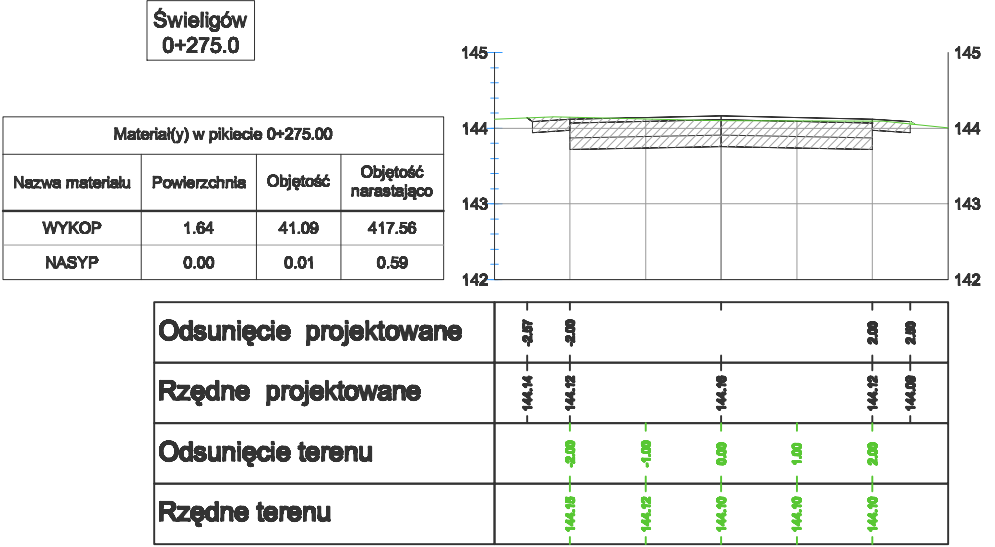 Świeligów
0+275.0
Materiał(y) w pikiecie 0+275.00
Nazwa materiału Powierzchnia Objętość Objętość narastająco
WYKOP 1.64 41.09 417.56
NASYP 0.00 0.01 0.59
145 145
144 144
143 143
142 142
Odsunięcie projektowane -2.57 -2.00 2.00 2.50
Rzędne projektowane 144.14 144.12 144.16 144.12 144.09
Odsunięcie terenu -2.00 -1.00 0.00 1.00 2.00
Rzędne terenu 144.15 144.12 144.10 144.10 144.10